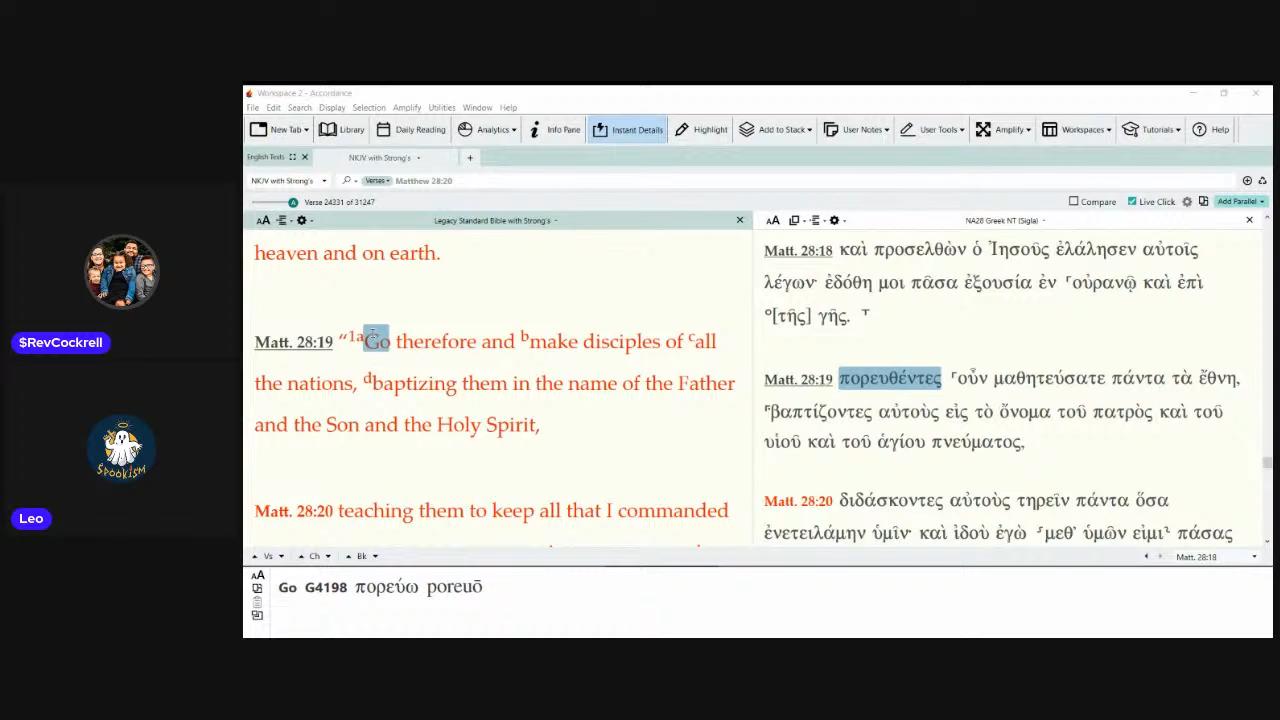 Workspace 2 - Accordance
File Edit Search Display Selection Amplify Utilities Window Help
New Tab Library Daily Reading Analytics Info Pane Instant Details Highlight Add to Stack User Notes User Tools Amplify Workspaces Tutorials Help
English Texts NKJV with Strong's +
NKJV with Strong's Verses Matthew 28:20
Verse 24331 of 31247 Compare Live Click Add Parallel
AA Legacy Standard Bible with Strong's
heaven and on earth.
Matt. 28:19 “1aGo therefore and bmake disciples of call
the nations, dbaptizing them in the name of the Father
and the Son and the Holy Spirit,
Matt. 28:20 teaching them to keep all that I commanded
AA NA28 Greek NT (Sigla)
Matt. 28:18 καὶ προσελθὼν ὁ Ἰησοῦς ἐλάλησεν αὐτοῖς
λέγων· ἐδόθη μοι πᾶσα ἐξουσία ἐν ⸀οὐρανῷ καὶ ἐπὶ
°[τῆς] γῆς. ⸆
Matt. 28:19 πορευθέντες ⸀οὖν μαθητεύσατε πάντα τὰ ἔθνη,
⸁βαπτίζοντες αὐτοὺς εἰς τὸ ὄνομα τοῦ πατρὸς καὶ τοῦ
υἱοῦ καὶ τοῦ ἁγίου πνεύματος,
Matt. 28:20 διδάσκοντες αὐτοὺς τηρεῖν πάντα ὅσα
ἐνετειλάμην ὑμῖν· καὶ ἰδοὺ ἐγὼ ⸂μεθ’ ὑμῶν εἰμι⸃ πάσας
Vs Ch Bk Matt. 28:18
AA
Go G4198 πορεύω poreuō
$RevCockrell
SPOOKISM
Leo